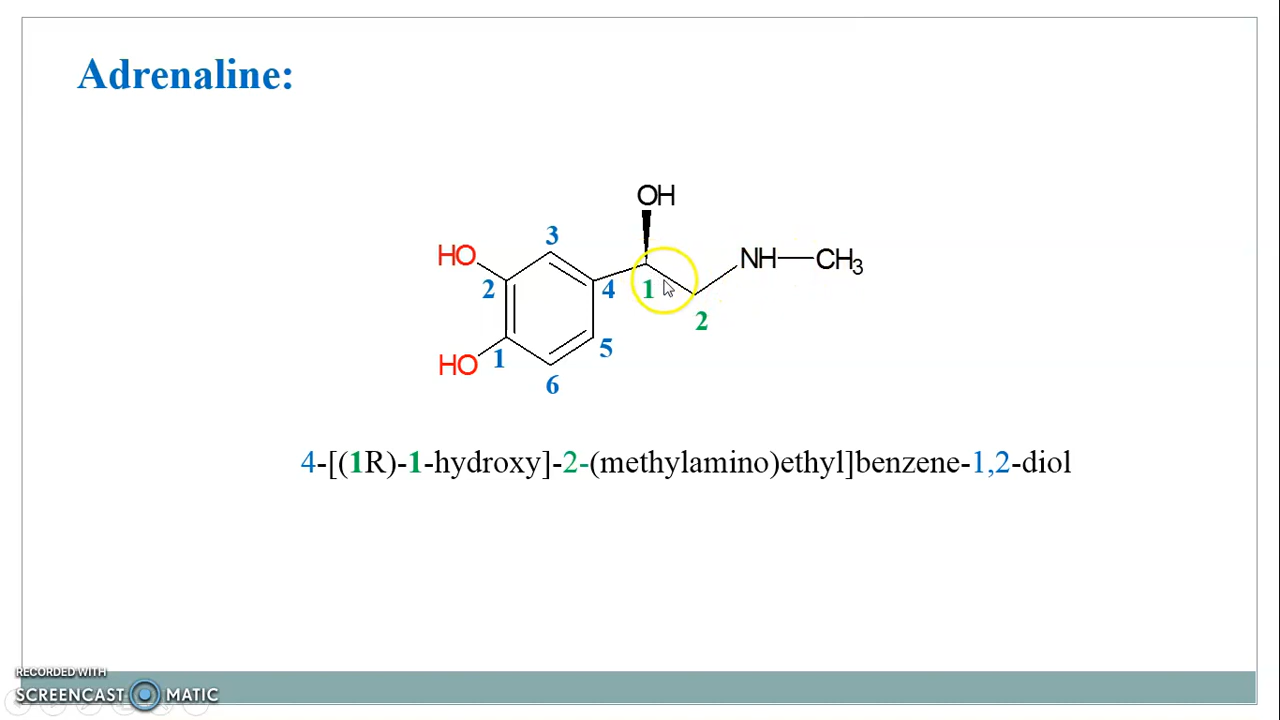 Adrenaline:
OH
3
HO
NH
CH3
2
4
1
2
5
1
HO
6
4-[(1R)-1-hydroxy]-2-(methylamino)ethyl]benzene-1,2-diol
RECORDED WITH
SCREENCAST MATIC